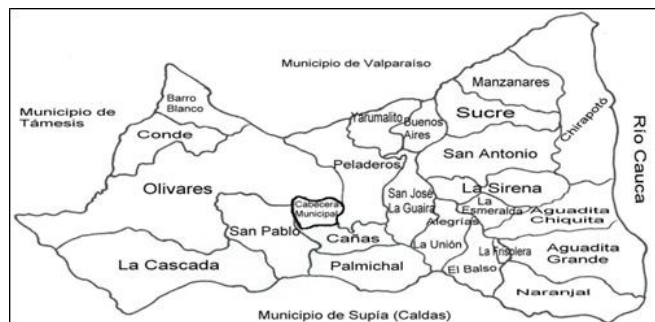 Municipio de Valparaíso
Municipio de
Támesis
Barro
Blanco
Conde
Olivares
Yarumalito
Buenos
Aires
Manzanares
Sucre
Chirapotó
Río Cauca
Peladeros
San Antonio
Cabecera
Municipal
San José
La Guaira
La Sirena
La
Esmeralda
Aguadita
Chiquita
San Pablo
Cañas
Alegrías
La Unión
La Frisolera
Aguadita
Grande
La Cascada
Palmichal
El Balso
Naranjal
Municipio de Supía (Caldas)